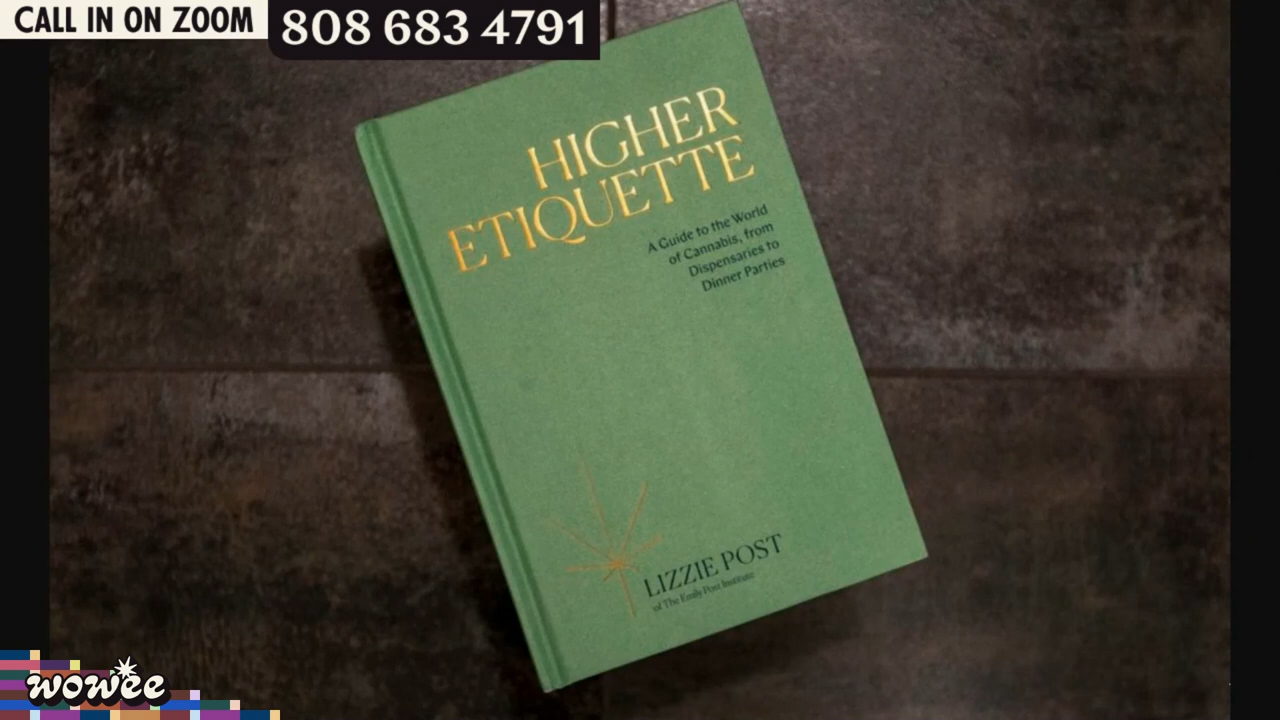 CALL IN ON ZOOM
808 683 4791
HIGHER
ETIQUETTE
A Guide to the World
of Cannabis, from
Dispensaries to
Dinner Parties
LIZZIE POST
of The Emily Post Institute
wowee